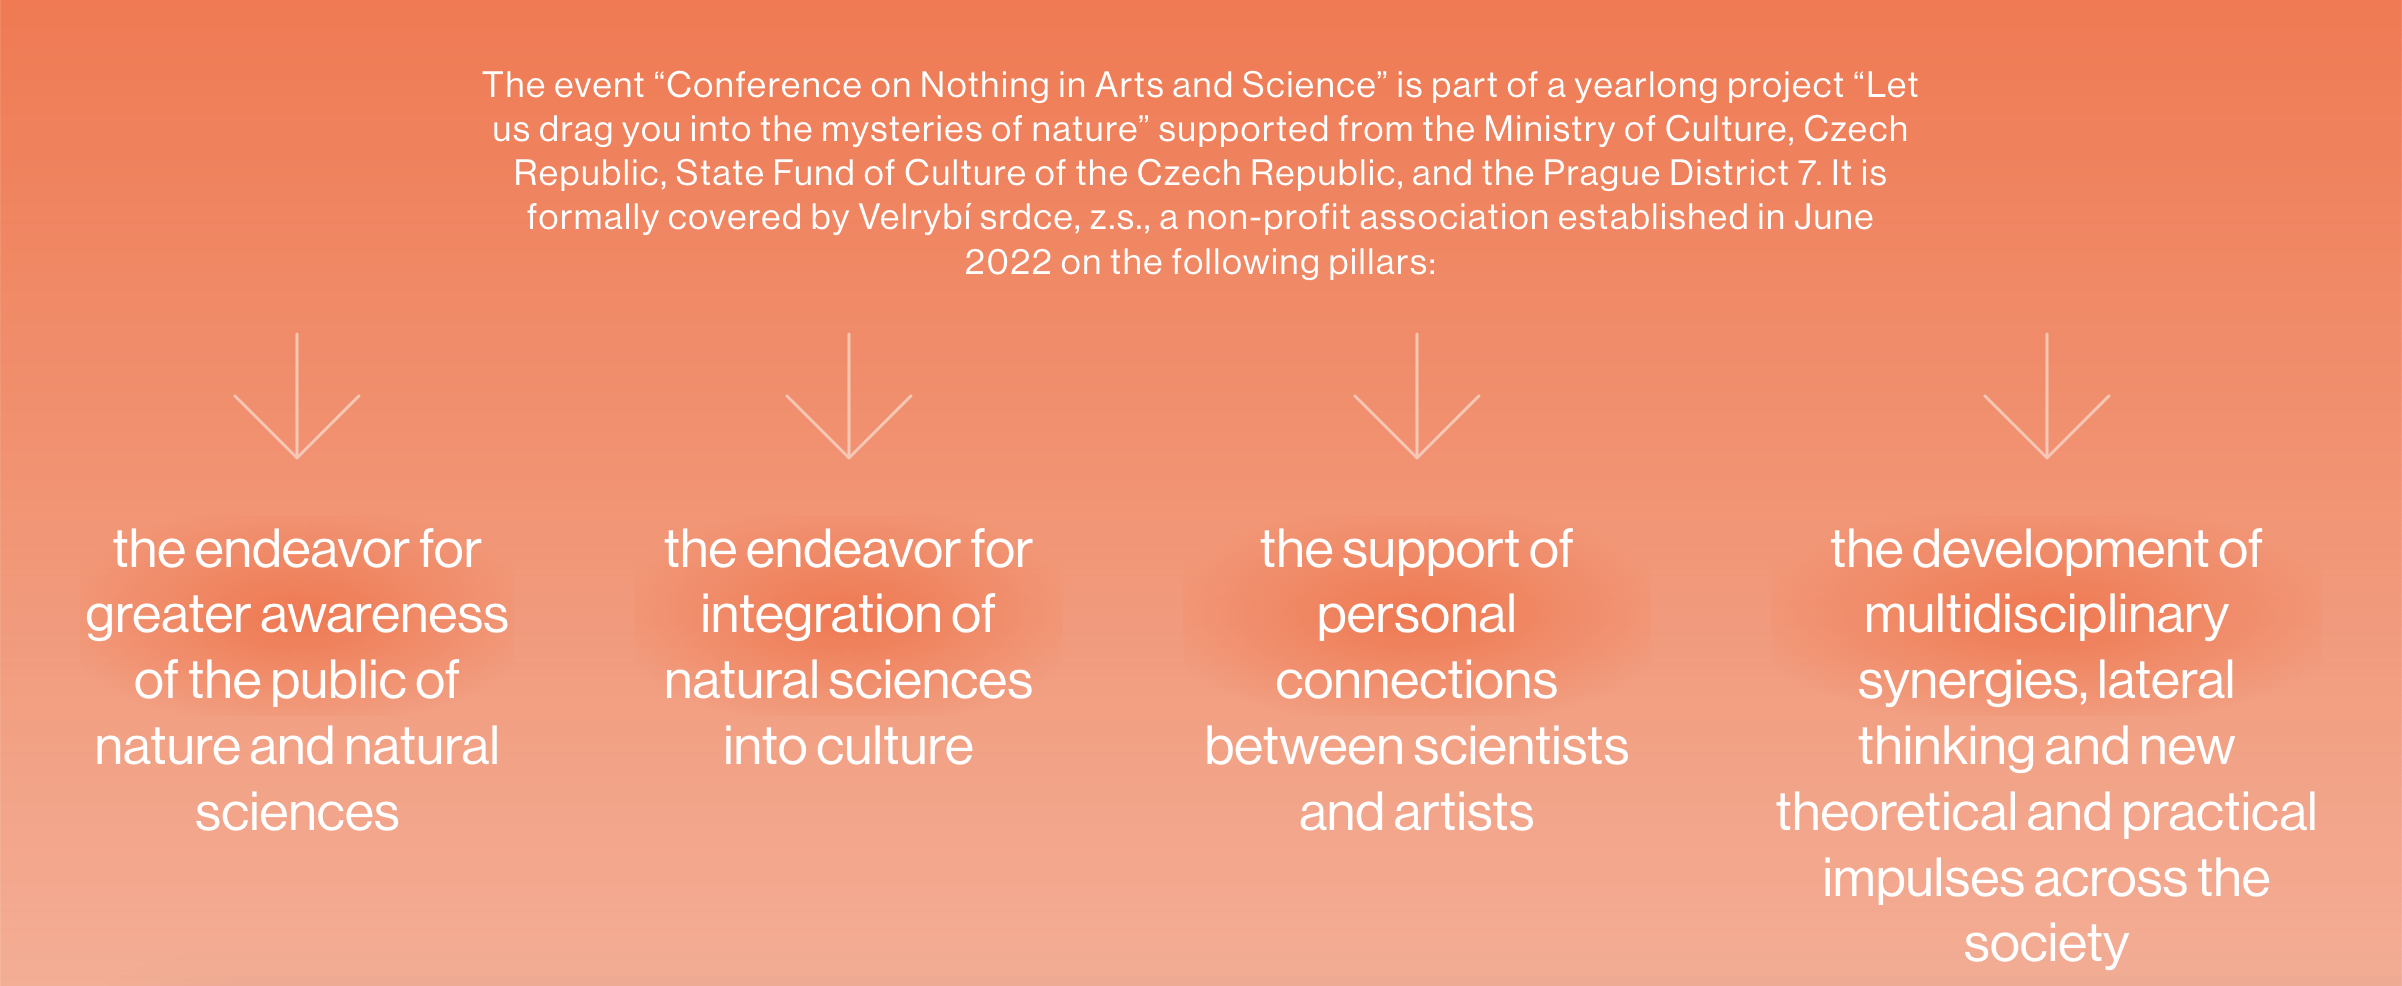 The event “Conference on Nothing in Arts and Science” is part of a yearlong project “Let
us drag you into the mysteries of nature” supported from the Ministry of Culture, Czech
Republic, State Fund of Culture of the Czech Republic, and the Prague District 7. It is
formally covered by Velrybí srdce, z.s., a non-profit association established in June
2022 on the following pillars:
the endeavor for
greater awareness
of the public of
nature and natural
sciences
the endeavor for
integration of
natural sciences
into culture
the support of
personal
connections
between scientists
and artists
the development of
multidisciplinary
synergies, lateral
thinking and new
theoretical and practical
impulses across the
society